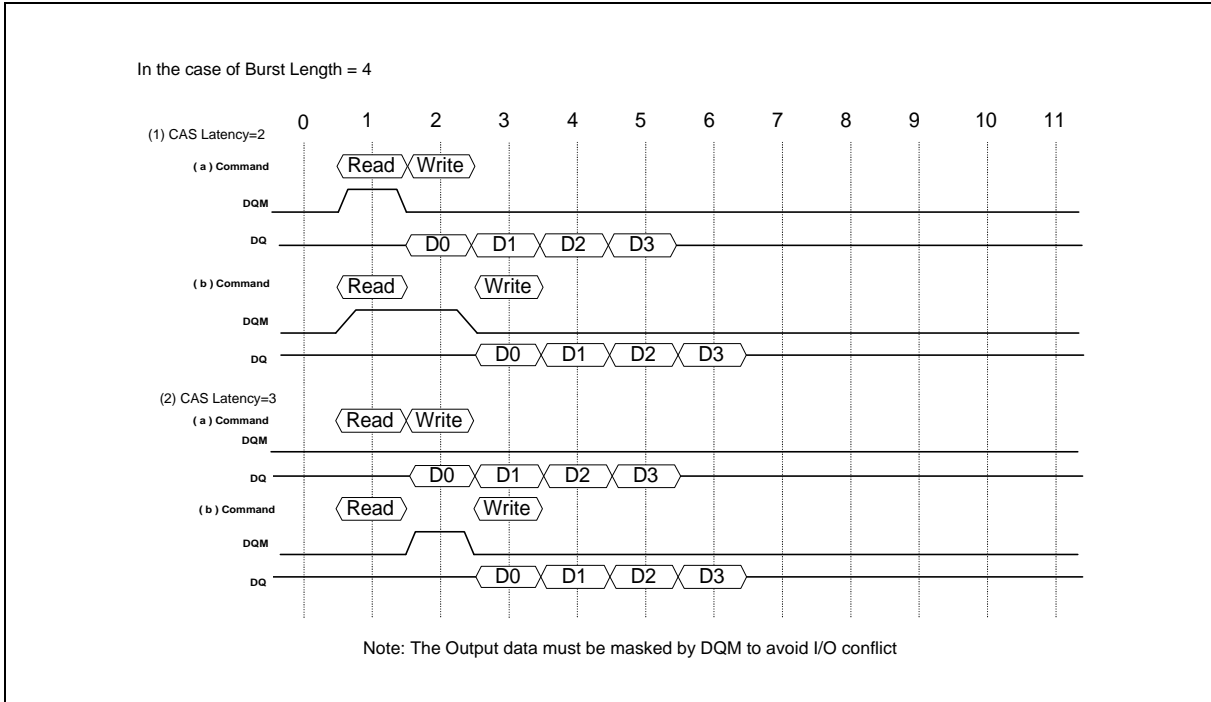 In the case of Burst Length = 4
0 1 2 3 4 5 6 7 8 9 10 11
(1) CAS Latency=2
( a ) Command Read Write
DQM
DQ D0 D1 D2 D3
( b ) Command Read Write
DQM
DQ D0 D1 D2 D3
(2) CAS Latency=3
( a ) Command Read Write
DQM
DQ D0 D1 D2 D3
( b ) Command Read Write
DQM
DQ D0 D1 D2 D3
Note: The Output data must be masked by DQM to avoid I/O conflict